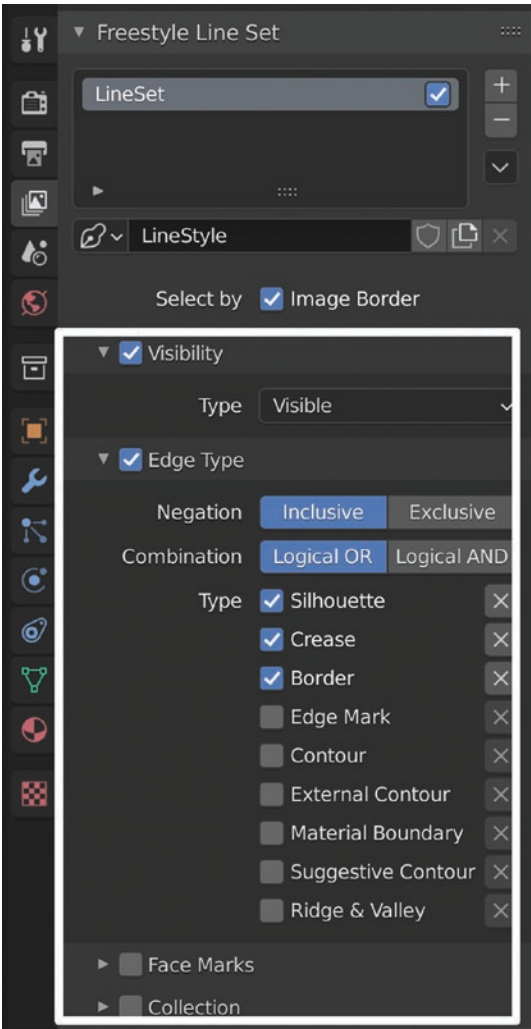 Freestyle Line Set
LineSet
LineStyle
Select by Image Border
Visibility
Type Visible
Edge Type
Negation Inclusive Exclusive
Combination Logical OR Logical AND
Type Silhouette
Crease
Border
Edge Mark
Contour
External Contour
Material Boundary
Suggestive Contour
Ridge & Valley
Face Marks
Collection